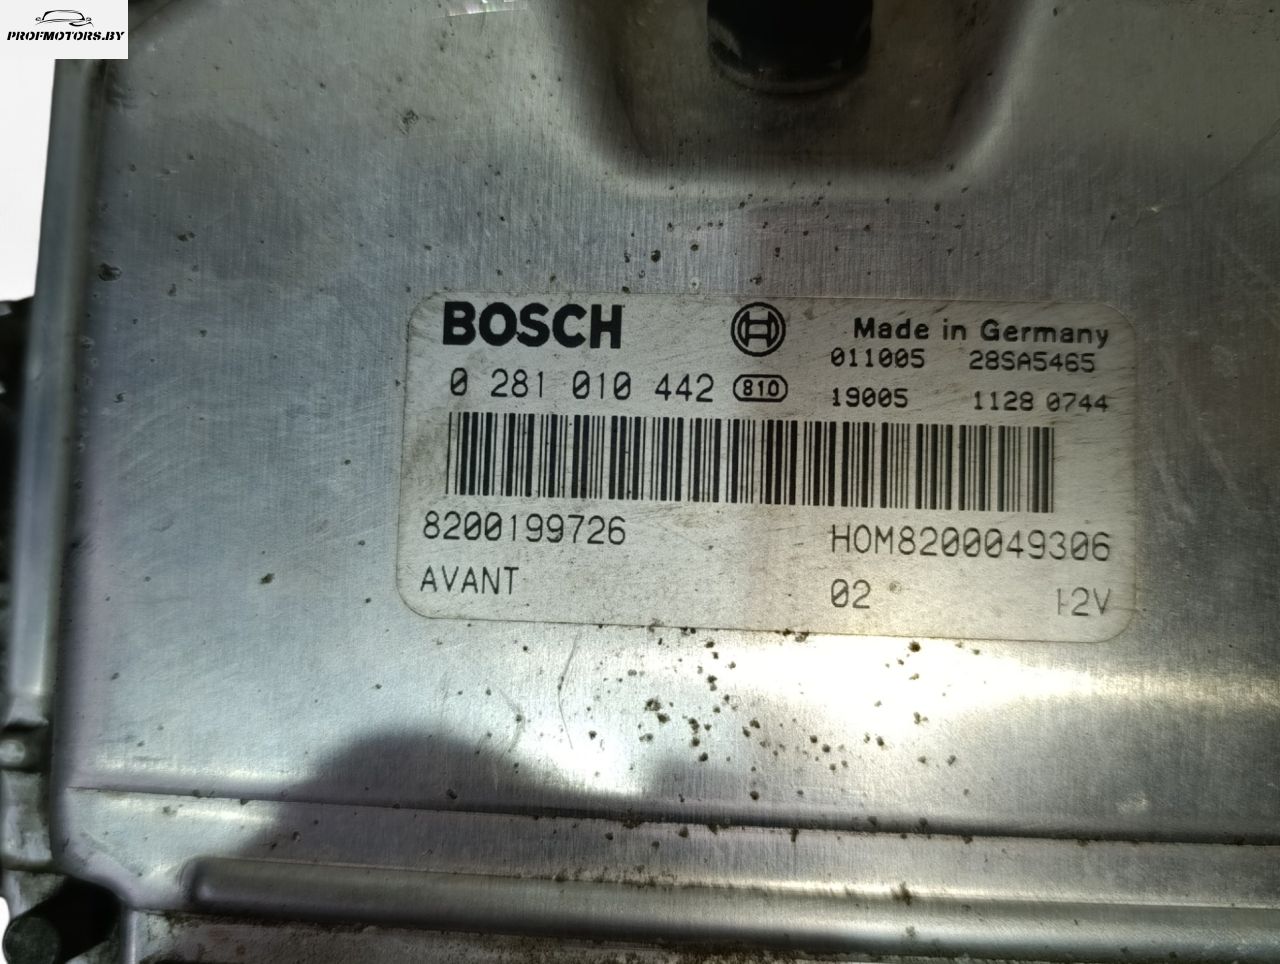 PROFMOTORS.BY
BOSCH
Made in Germany
011005 28SA5465
0 281 010 442 810
19005 1128 0744
8200199726 HOM8200049306
AVANT 02 12V